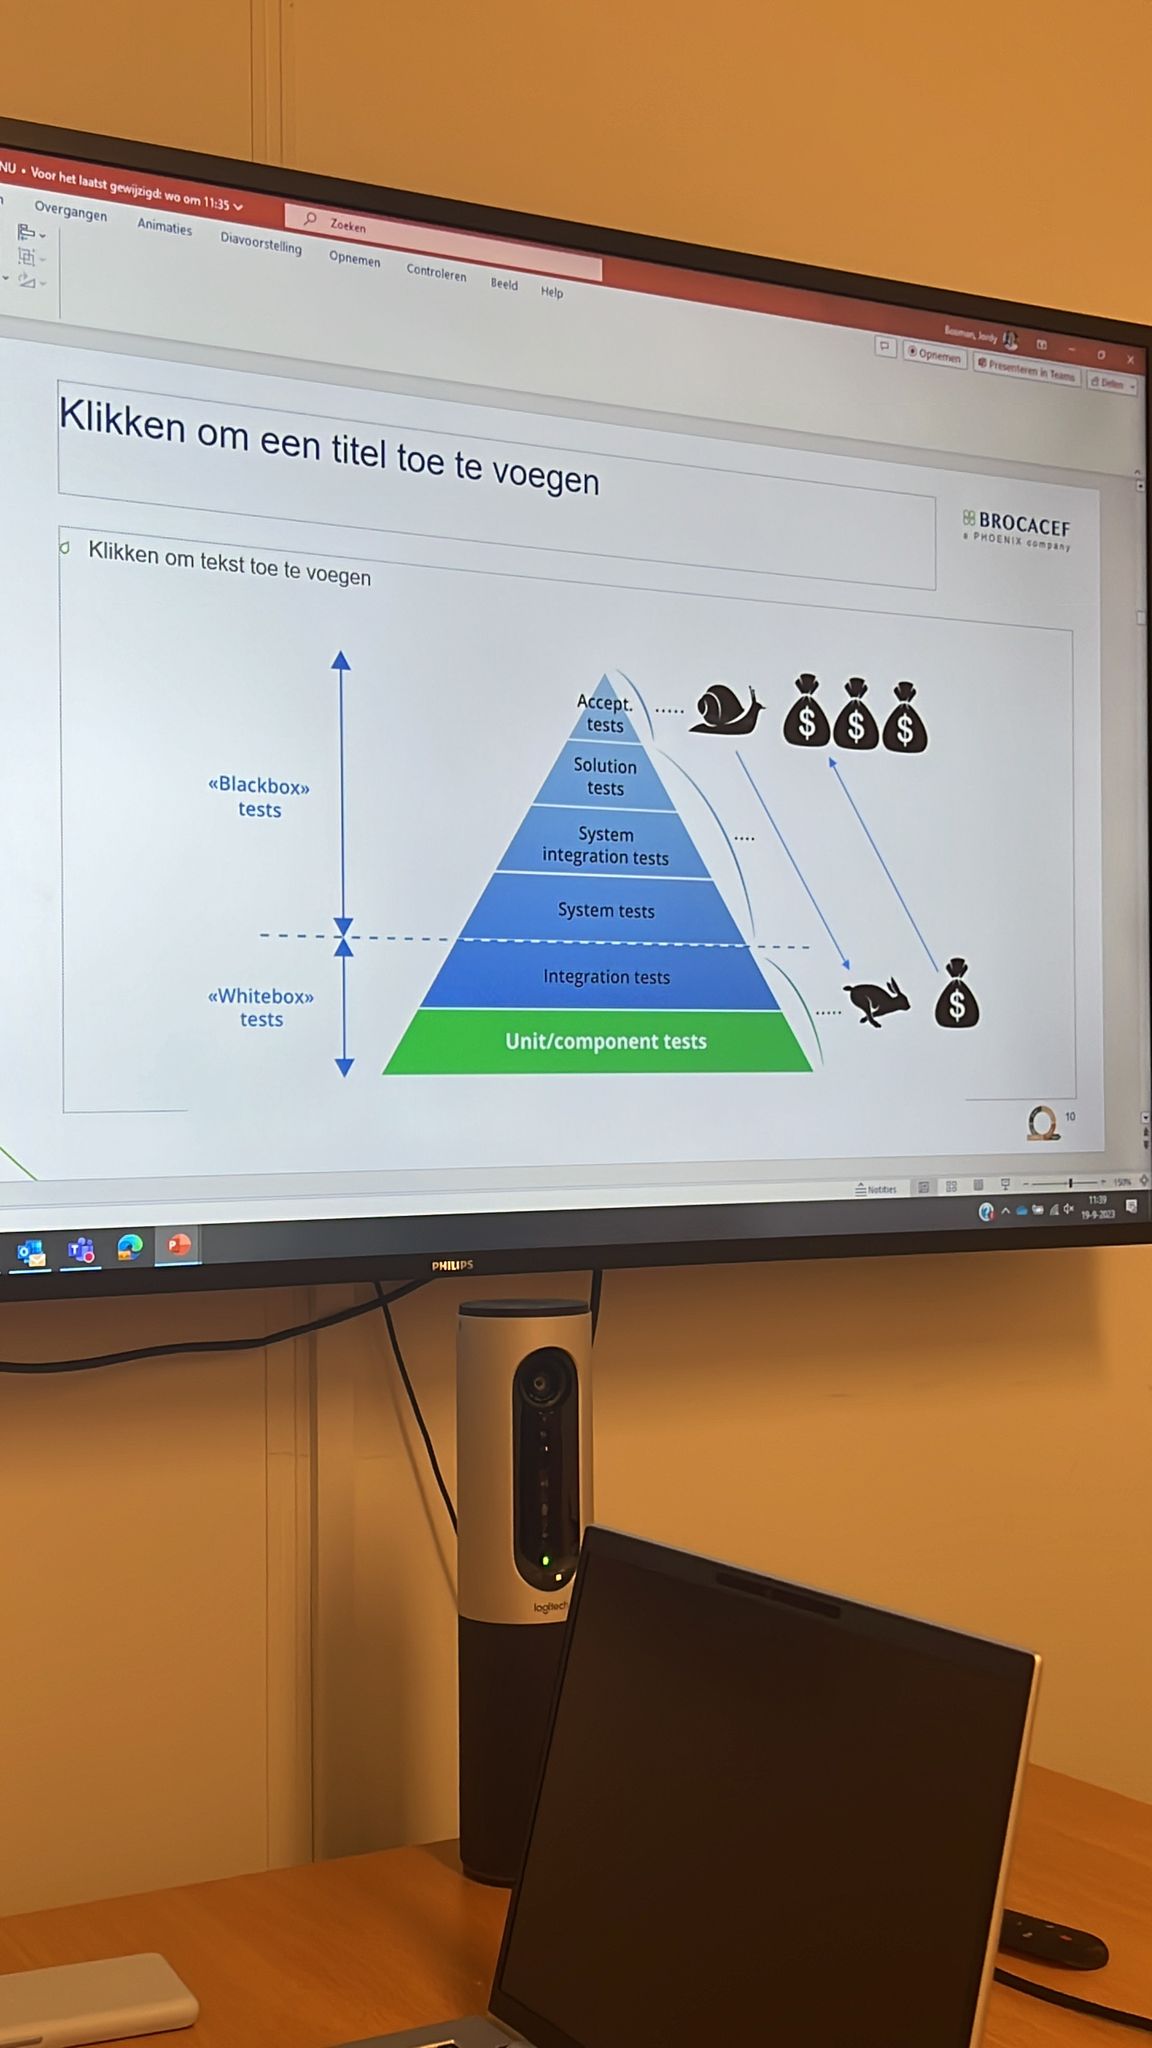 NU • Voor het laatst gewijzigd: wo om 11:35
Zoeken
Bosman, Jordy
Overgangen
Animaties
Diavoorstelling
Opnemen
Controleren
Beeld
Help
Opnemen
Presenteren in Teams
Delen
Klikken om een titel toe te voegen
BROCACEF
a PHOENIX company
Klikken om tekst toe te voegen
Accept.
tests
.....
$ $ $
Solution
tests
«Blackbox»
tests
System
integration tests
....
System tests
Integration tests
«Whitebox»
tests
.....
$
Unit/component tests
10
Notities
150%
11:39
19-9-2023
PHILIPS
logitech